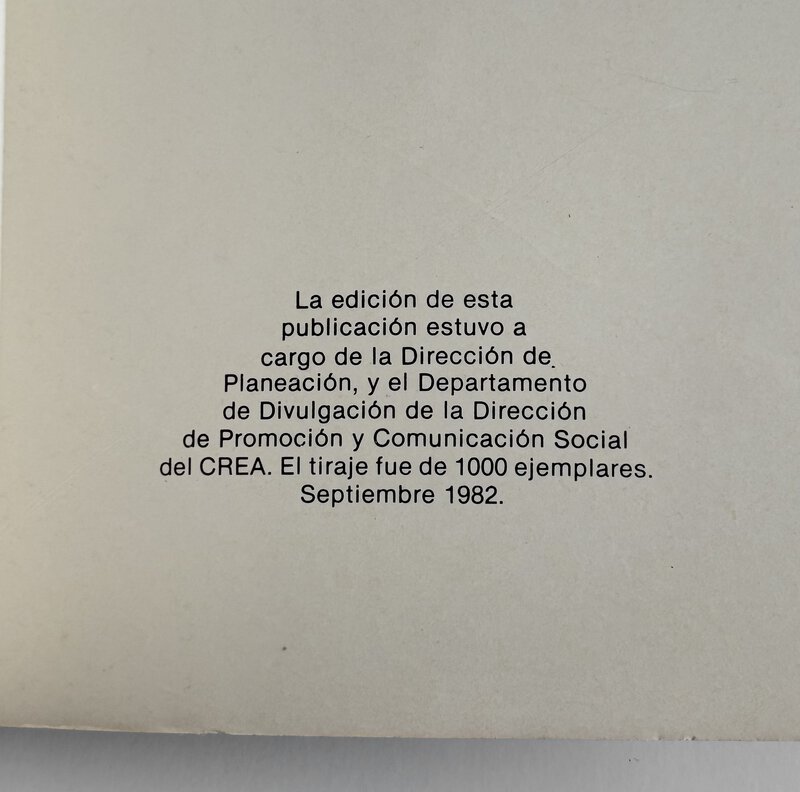 La edición de esta
publicación estuvo a
cargo de la Dirección de
Planeación, y el Departamento
de Divulgación de la Dirección
de Promoción y Comunicación Social
del CREA. El tiraje fue de 1000 ejemplares.
Septiembre 1982.